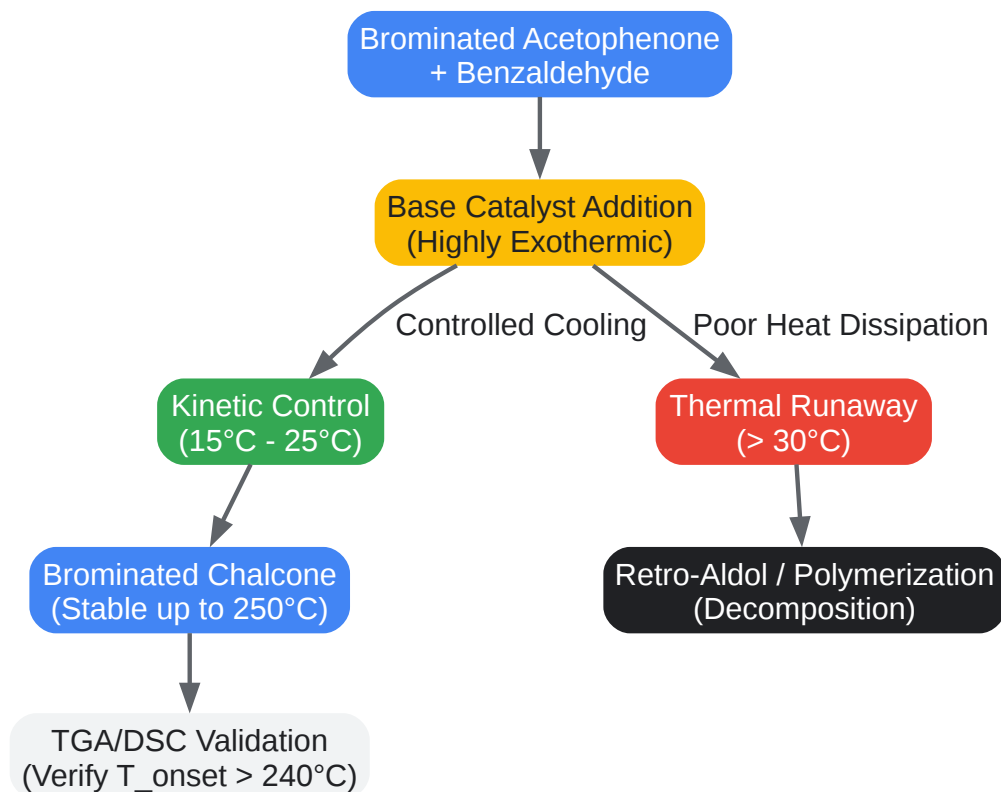 Brominated Acetophenone
+ Benzaldehyde
Base Catalyst Addition
(Highly Exothermic)
Controlled Cooling
Poor Heat Dissipation
Kinetic Control
(15°C - 25°C)
Thermal Runaway
(> 30°C)
Brominated Chalcone
(Stable up to 250°C)
Retro-Aldol / Polymerization
(Decomposition)
TGA/DSC Validation
(Verify T_onset > 240°C)